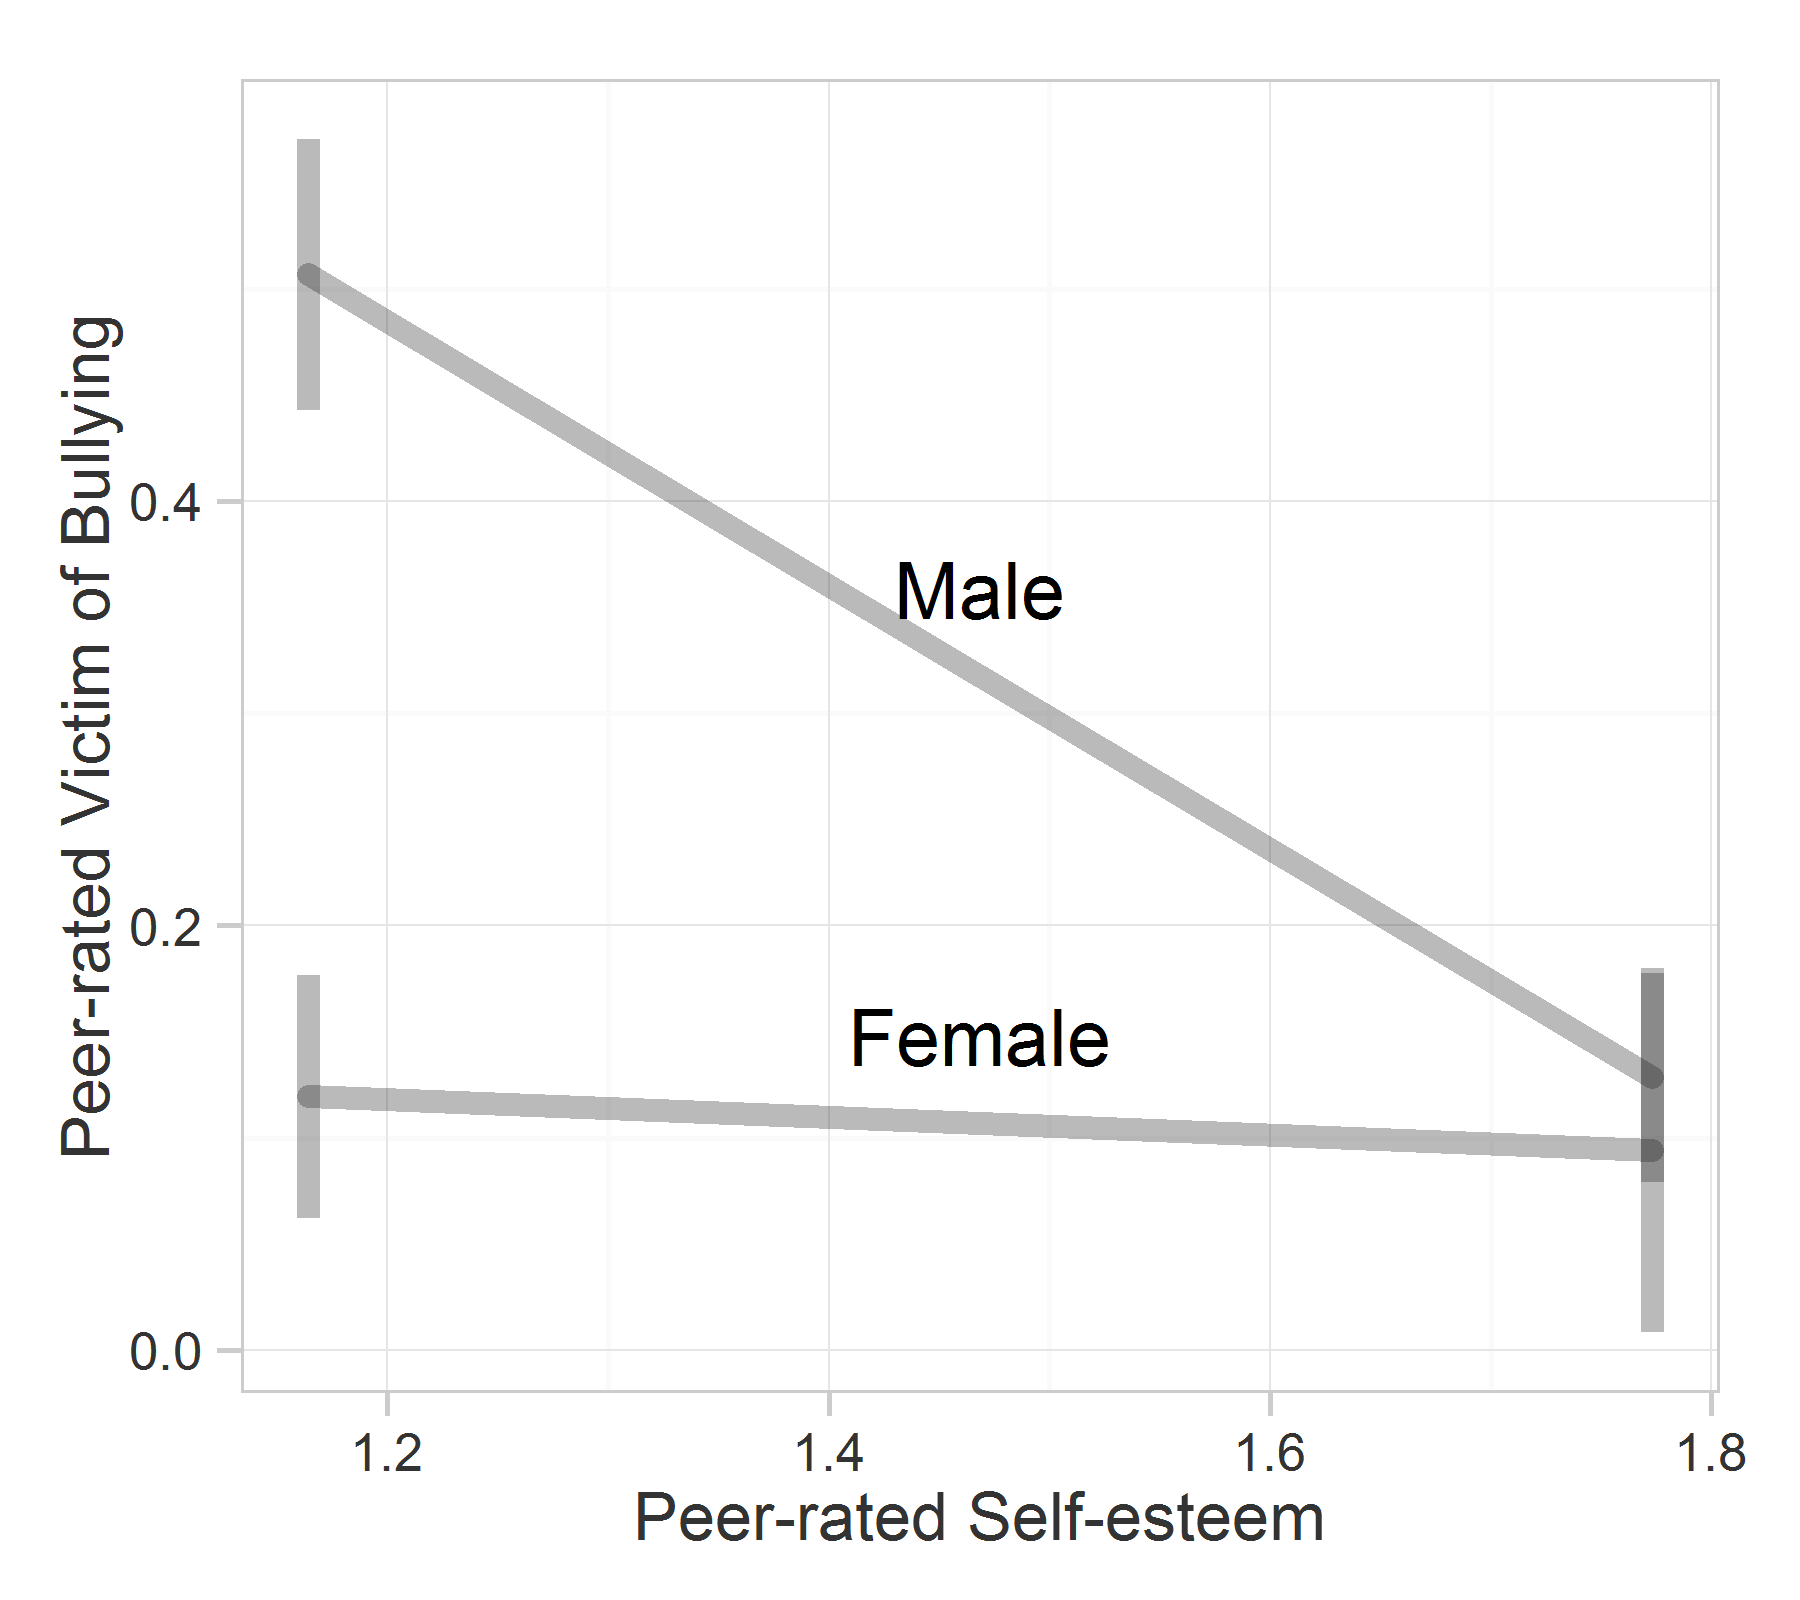 Peer-rated Victim of Bullying
0.4
0.2
0.0
Male
Female
1.2 1.4 1.6 1.8
Peer-rated Self-esteem